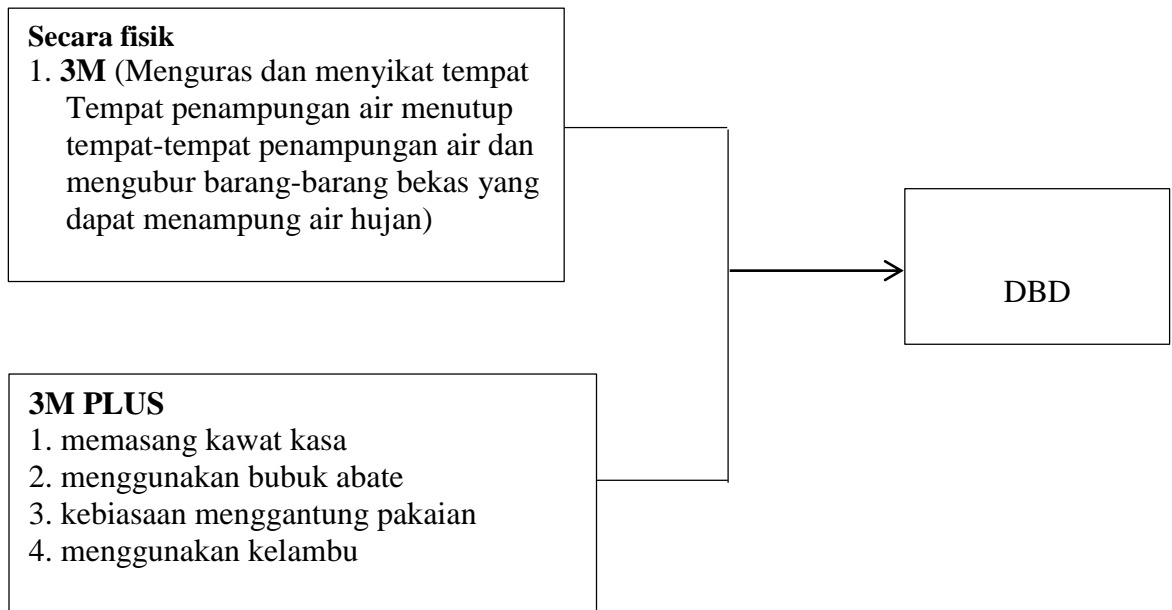 Secara fisik
1. 3M (Menguras dan menyikat tempat
Tempat penampungan air menutup
tempat-tempat penampungan air dan
mengubur barang-barang bekas yang
dapat menampung air hujan)
DBD
3M PLUS
1. memasang kawat kasa
2. menggunakan bubuk abate
3. kebiasaan menggantung pakaian
4. menggunakan kelambu